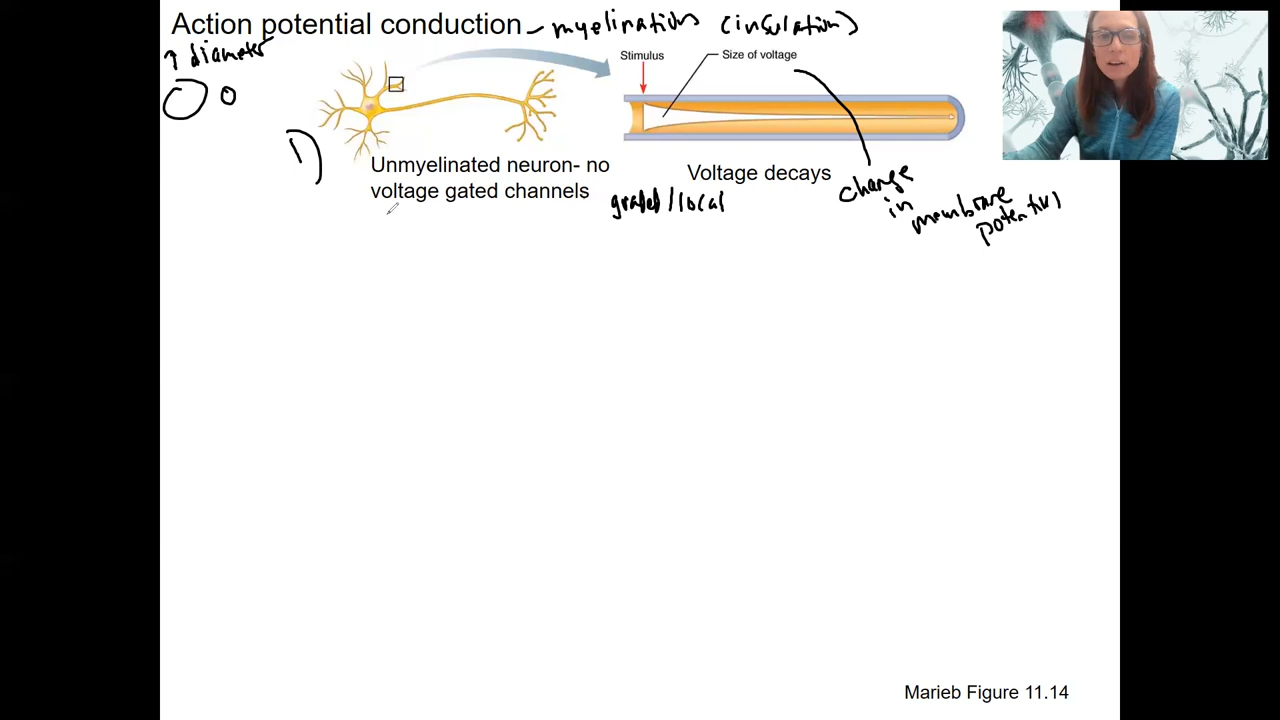 Action potential conduction - myelination (insulation)
↑ diameter
Stimulus
Size of voltage
1)
Unmyelinated neuron- no
voltage gated channels
Voltage decays
graded/local
change
in
membrane
potential
Marieb Figure 11.14